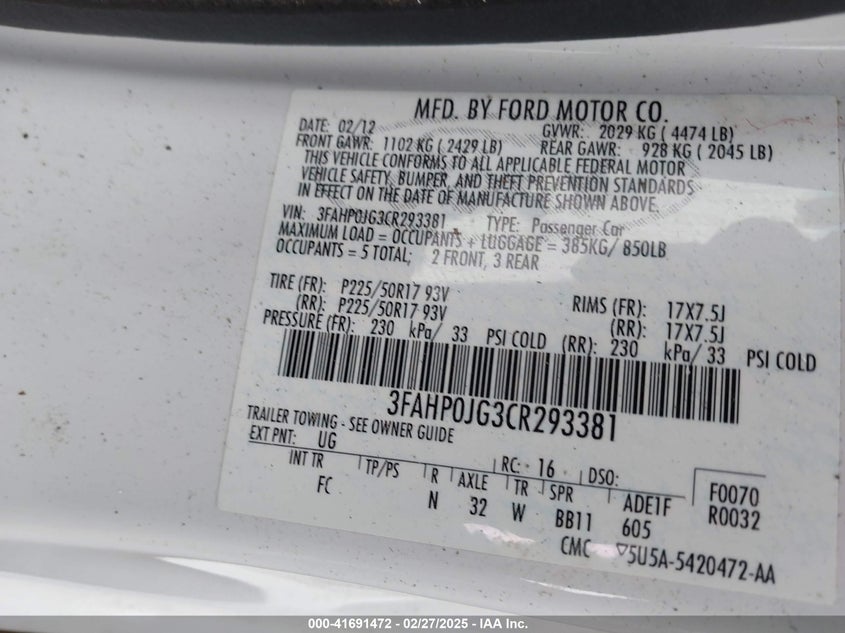 MFD. BY FORD MOTOR CO.
DATE: 02/12 GVWR: 2029 KG ( 4474 LB)
FRONT GAWR: 1102 KG ( 2429 LB) REAR GAWR: 928 KG ( 2045 LB)
THIS VEHICLE CONFORMS TO ALL APPLICABLE FEDERAL MOTOR
VEHICLE SAFETY, BUMPER, AND THEFT PREVENTION STANDARDS
IN EFFECT ON THE DATE OF MANUFACTURE SHOWN ABOVE.
VIN: 3FAHP0JG3CR293381 TYPE: Passenger Car
MAXIMUM LOAD = OCCUPANTS + LUGGAGE = 385KG/ 850LB
OCCUPANTS = 5 TOTAL; 2 FRONT, 3 REAR
TIRE (FR): P225/50R17 93V RIMS (FR): 17X7.5J
(RR): P225/50R17 93V (RR): 17X7.5J
PRESSURE (FR): 230 kPa/ 33 PSI COLD (RR): 230 kPa/ 33 PSI COLD
3FAHP0JG3CR293381
TRAILER TOWING - SEE OWNER GUIDE
EXT PNT: UG RC: 16 DSO: F0070
INT TR TP/PS R AXLE TR SPR ADE1F R0032
FC N 32 W BB11 605
CMC 5U5A-5420472-AA
000-41691472 - 02/27/2025 - IAA Inc.